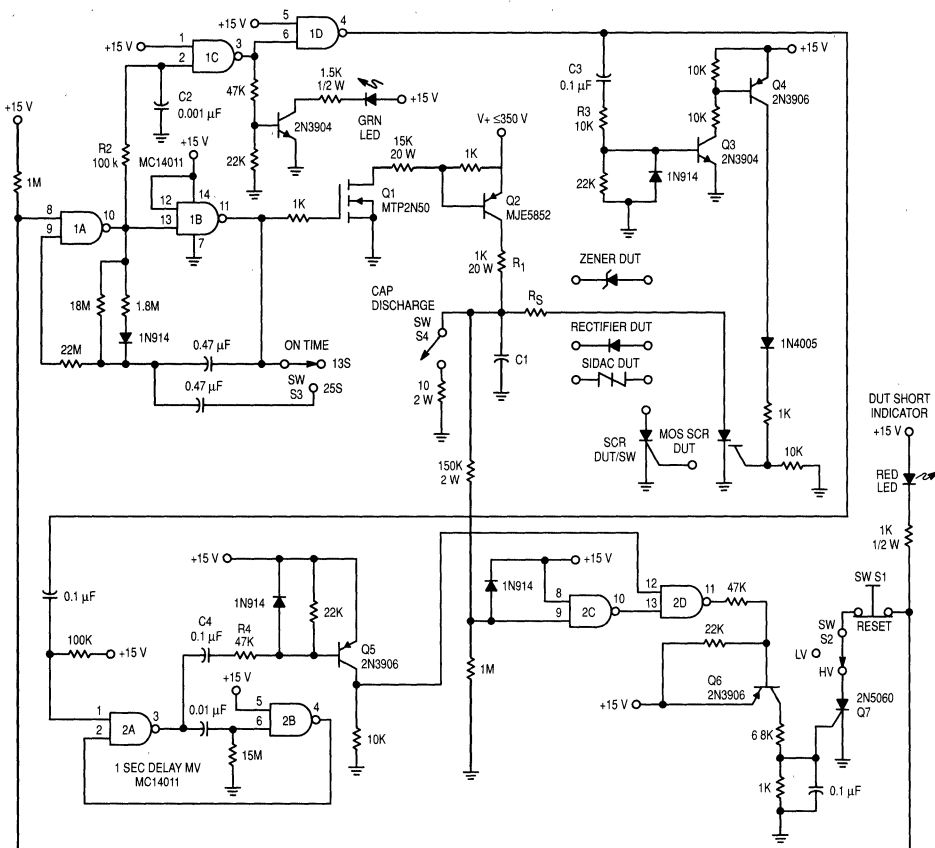 +15 V
5
6
1D
4
+15 V
1
2
1C
3
C2
0.001 µF
47K
1.5K
1/2 W
GRN
LED
+15 V
2N3904
22K
C3
0.1 µF
R3
10K
22K
1N914
10K
10K
Q3
2N3904
+15 V
Q4
2N3906
+15 V
1M
R2
100 k
MC14011
+15 V
8
9
1A
10
12
13
14
1B
11
7
1K
Q1
MTP2N50
15K
20 W
1K
V+ ≤350 V
Q2
MJE5852
1K
20 W
R1
18M
1.8M
1N914
22M
0.47 µF
0.47 µF
ON TIME
13S
SW
S3
25S
CAP
DISCHARGE
SW
S4
10
2 W
RS
C1
ZENER DUT
RECTIFIER DUT
SIDAC DUT
SCR
DUT/SW
MOS SCR
DUT
1N4005
1K
10K
DUT SHORT
INDICATOR
+15 V
RED
LED
1K
1/2 W
150K
2 W
0.1 µF
100K
+15 V
+15 V
1N914
22K
C4
0.1 µF
R4
47K
Q5
2N3906
1
2
2A
3
0.01 µF
+15 V
5
6
2B
4
15M
10K
1 SEC DELAY MV
MC14011
1N914
+15 V
8
9
2C
10
12
13
2D
11
47K
1M
22K
+15 V
Q6
2N3906
6 8K
1K
0.1 µF
SW S1
RESET
SW
S2
LV
HV
2N5060
Q7